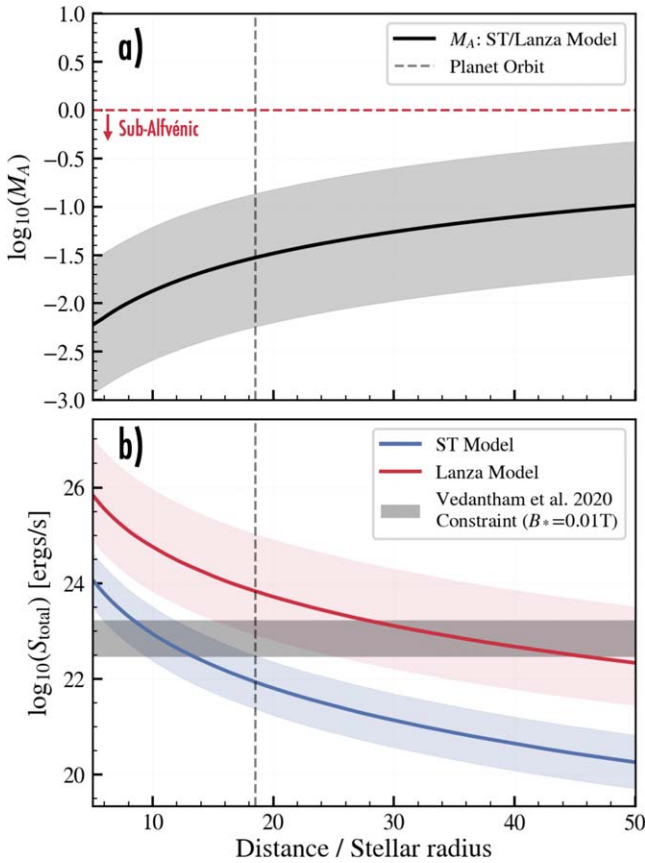 a)
M_A: ST/Lanza Model
Planet Orbit
Sub-Alfvénic
log₁₀(M_A)
1.0
0.5
0.0
−0.5
−1.0
−1.5
−2.0
−2.5
−3.0
b)
ST Model
Lanza Model
Vedantham et al. 2020
Constraint (B_*=0.01T)
log₁₀(S_total) [ergs/s]
26
24
22
20
10 20 30 40 50
Distance / Stellar radius